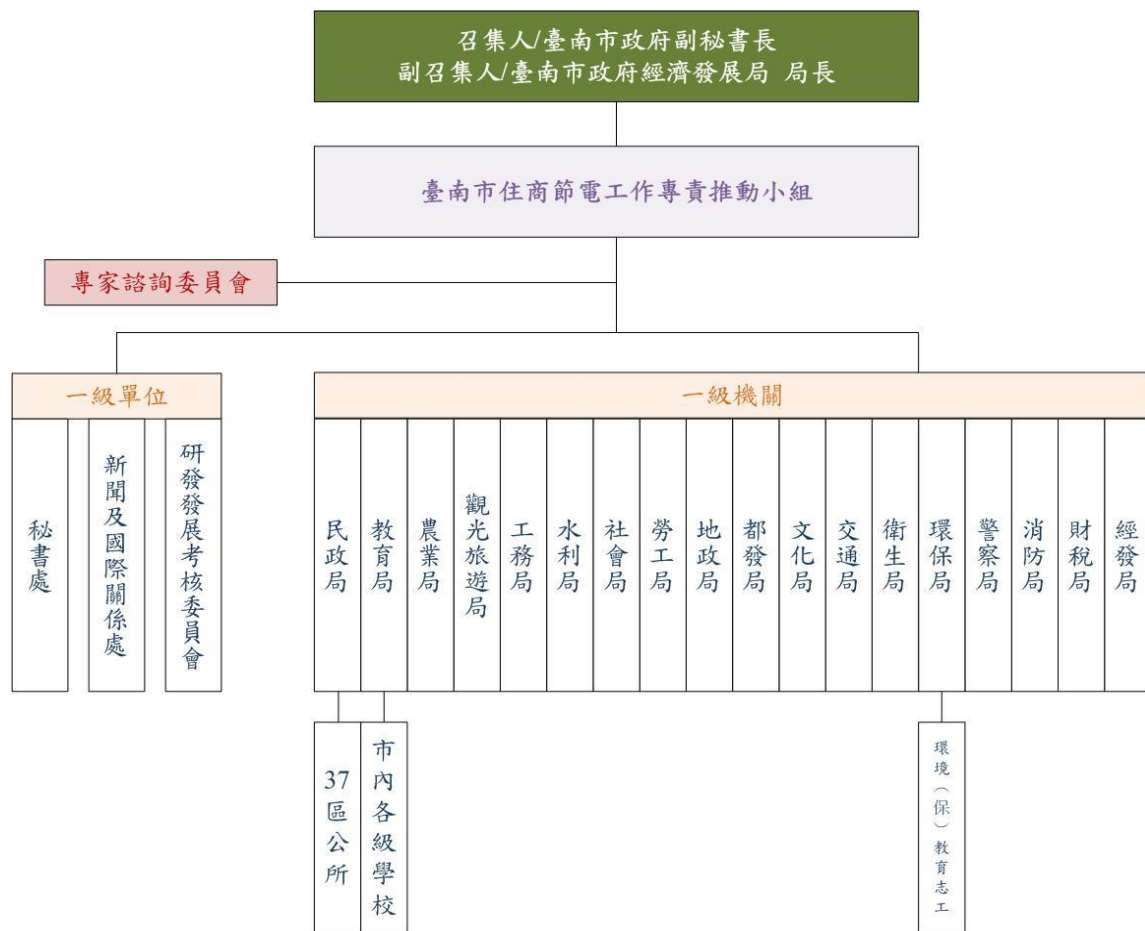 召集人/臺南市政府副秘書長
副召集人/臺南市政府經濟發展局 局長
臺南市住商節電工作專責推動小組
專家諮詢委員會
一級單位
一級機關
秘書處
新聞及國際關係處
研發發展考核委員會
民政局
教育局
農業局
觀光旅遊局
工務局
水利局
社會局
勞工局
地政局
都發局
文化局
交通局
衛生局
環保局
警察局
消防局
財稅局
經發局
37區公所
市內各級學校
環境（保）教育志工